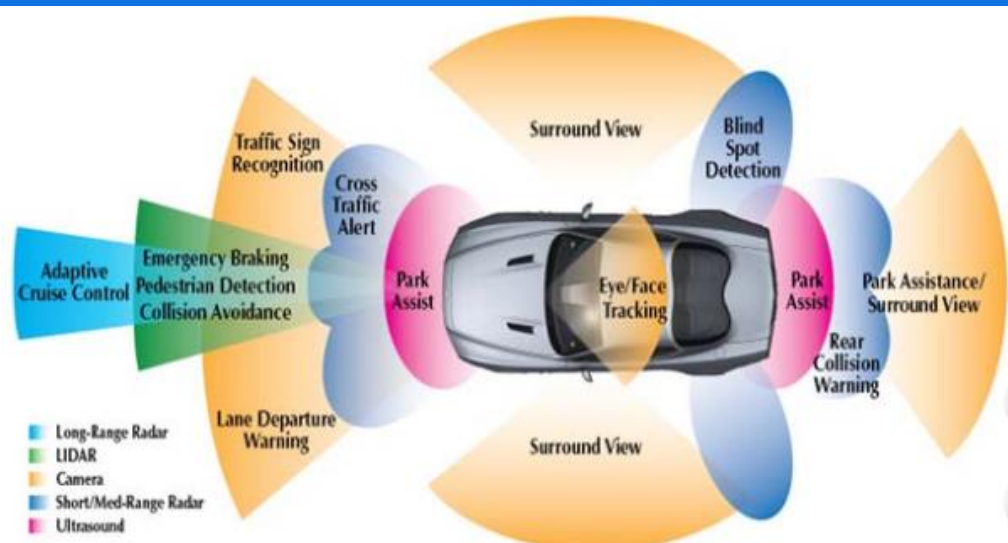 Surround View
Blind
Spot
Detection
Traffic Sign
Recognition
Cross
Traffic
Alert
Adaptive
Cruise Control
Emergency Braking
Pedestrian Detection
Collision Avoidance
Park
Assist
Eye/Face
Tracking
Park
Assist
Park Assistance/
Surround View
Rear
Collision
Warning
Lane Departure
Warning
Surround View
Long-Range Radar
LIDAR
Camera
Short/Med-Range Radar
Ultrasound